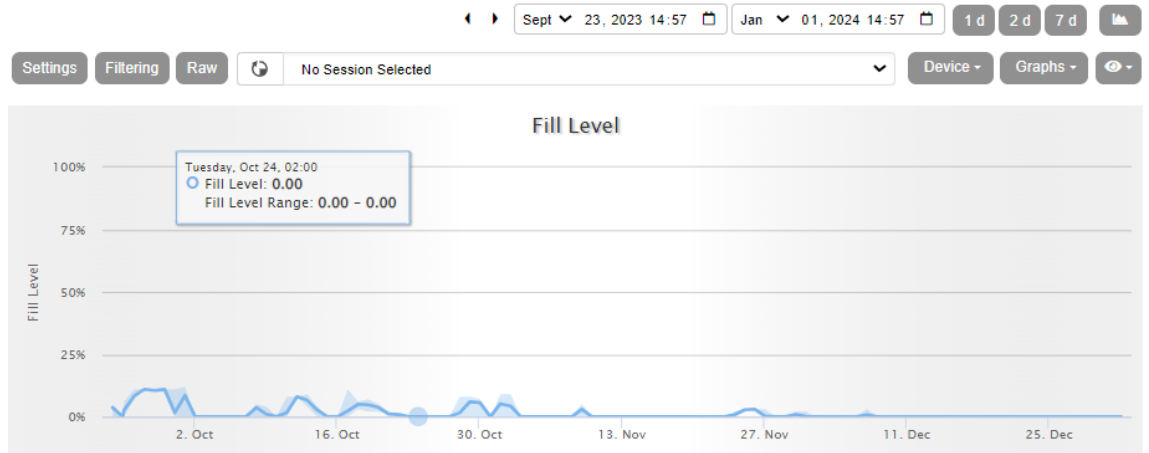 Sept 23, 2023 14:57 Jan 01, 2024 14:57 1 d 2 d 7 d
Settings Filtering Raw No Session Selected Device Graphs
Fill Level
Tuesday, Oct 24, 02:00
Fill Level: 0.00
Fill Level Range: 0.00 - 0.00
100%
75%
50%
25%
0%
Fill Level
2. Oct 16. Oct 30. Oct 13. Nov 27. Nov 11. Dec 25. Dec